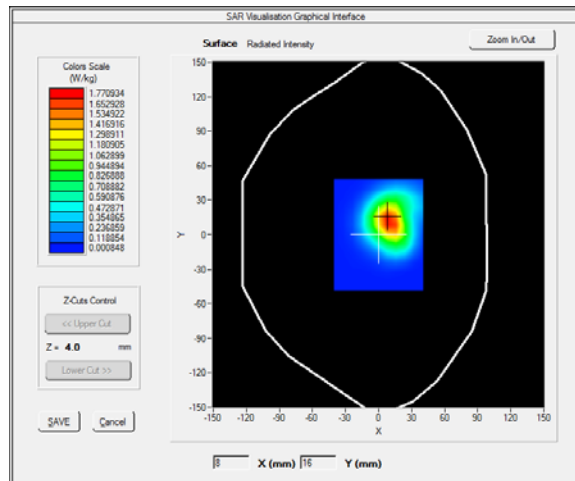 SAR Visualisation Graphical Interface
Surface Radiated Intensity
Zoom In/Out
Colors Scale
(W/kg)
1.770934
1.652928
1.534922
1.416916
1.298911
1.180905
1.062899
0.944894
0.826888
0.708882
0.590876
0.472871
0.354865
0.236859
0.118854
0.000848
150
120
90
60
30
0
-30
-60
-90
-120
-150
Y
-150 -120 -90 -60 -30 0 30 60 90 120 150
X
Z-Cuts Control
<< Upper Cut
Z = 4.0 mm
Lower Cut >>
SAVE Cancel
8 X (mm) 16 Y (mm)